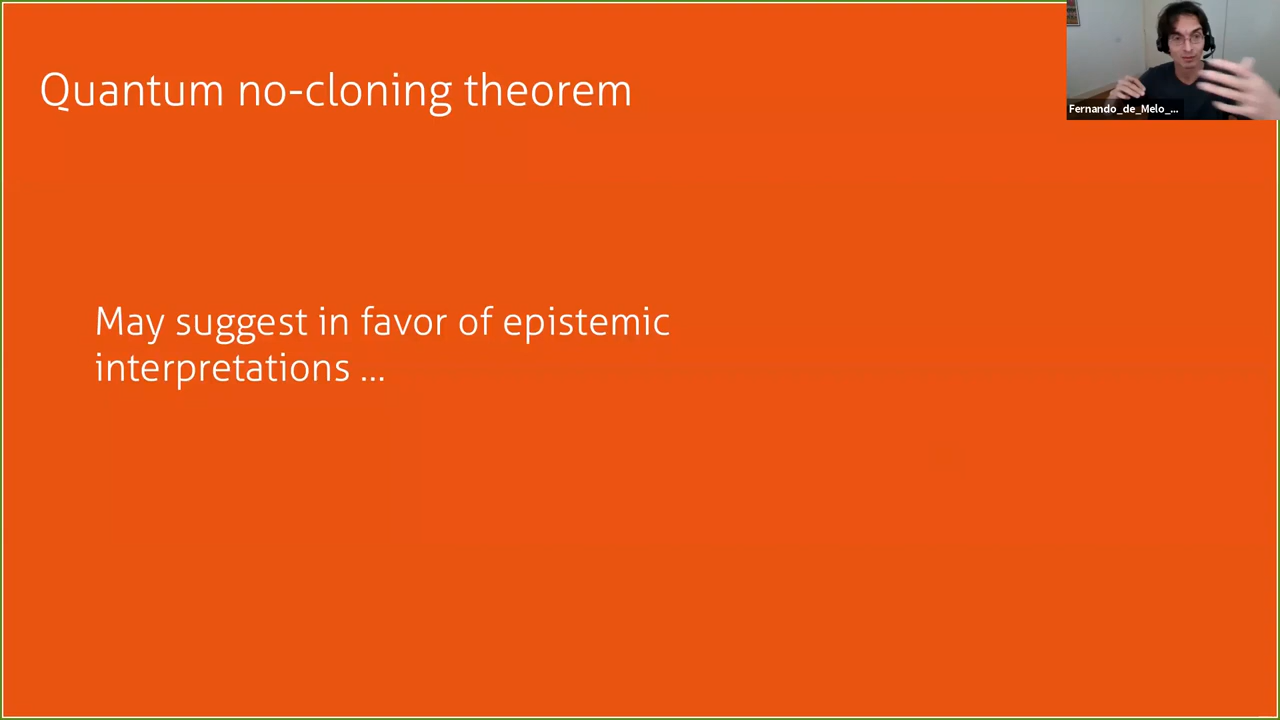 Quantum no-cloning theorem
Fernando_de_Melo_...
May suggest in favor of epistemic
interpretations ...